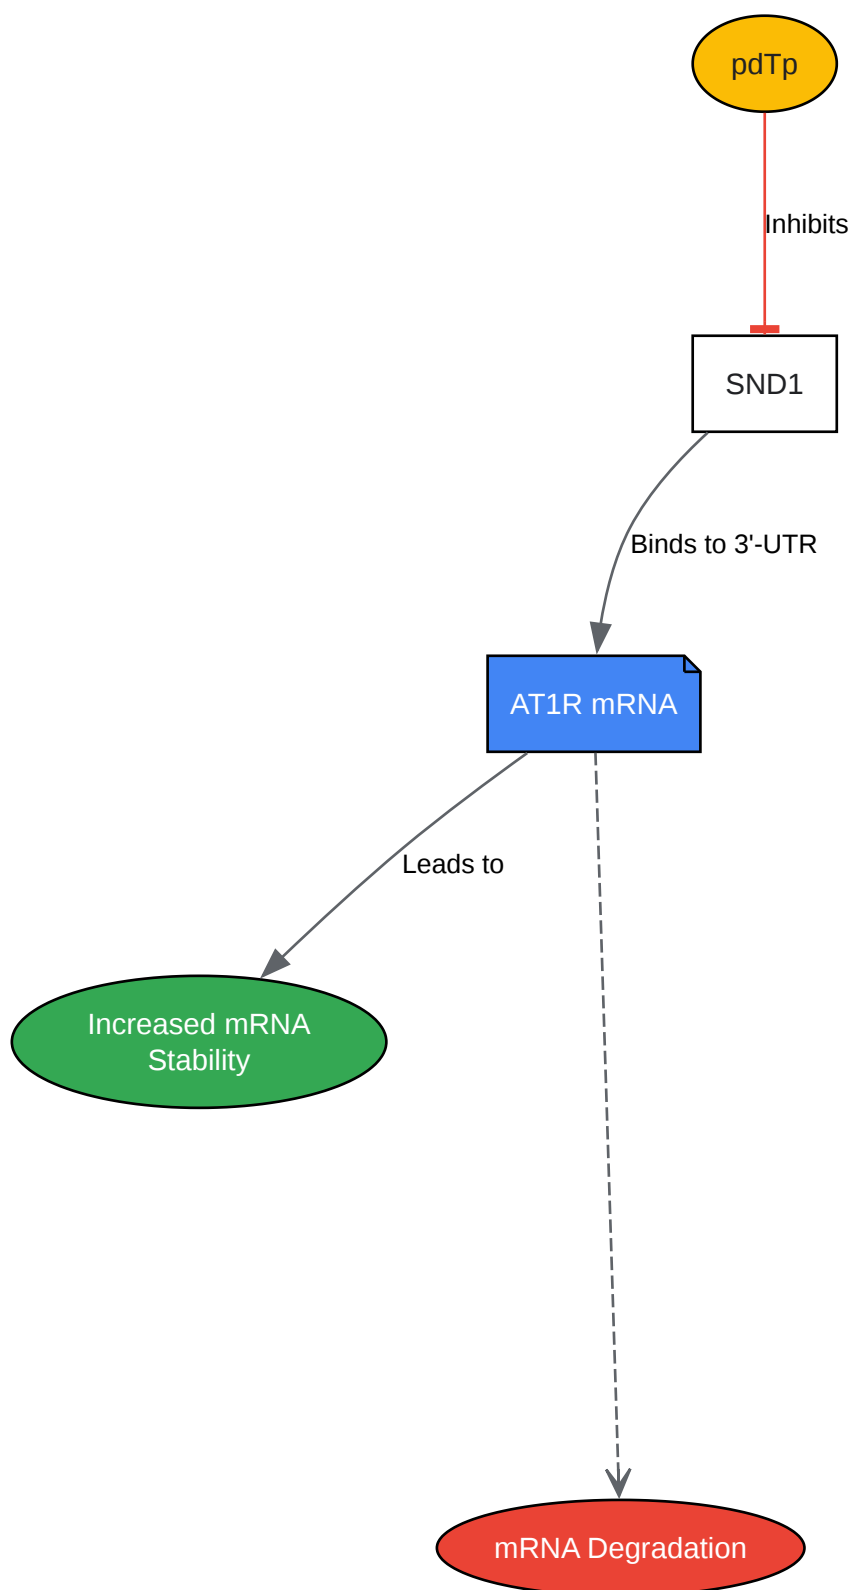 pdTp
Inhibits
SND1
Binds to 3'-UTR
AT1R mRNA
Leads to
Increased mRNA
Stability
mRNA Degradation